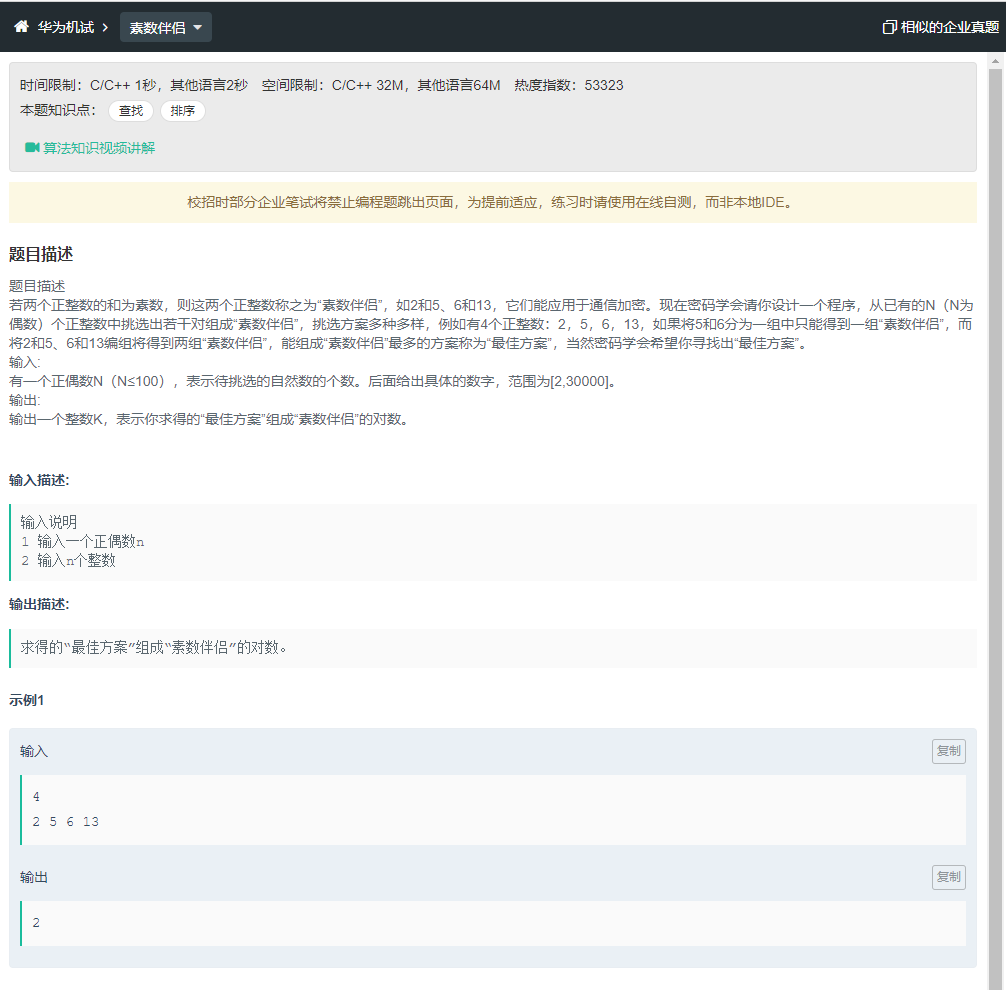 华为机试 > 素数伴侣 相似的企业真题
时间限制：C/C++ 1秒，其他语言2秒 空间限制：C/C++ 32M，其他语言64M 热度指数：53323
本题知识点： 查找 排序
算法知识视频讲解
校招时部分企业笔试将禁止编程题跳出页面，为提前适应，练习时请使用在线自测，而非本地IDE。
题目描述
题目描述
若两个正整数的和为素数，则这两个正整数称之为“素数伴侣”，如2和5、6和13，它们能应用于通信加密。现在密码学会请你设计一个程序，从已有的N（N为
偶数）个正整数中挑选出若干对组成“素数伴侣”，挑选方案多种多样，例如有4个正整数：2，5，6，13，如果将5和6分为一组中只能得到一组“素数伴侣”，而
将2和5、6和13编组将得到两组“素数伴侣”，能组成“素数伴侣”最多的方案称为“最佳方案”，当然密码学会希望你寻找出“最佳方案”。
输入:
有一个正偶数N（N≤100），表示待挑选的自然数的个数。后面给出具体的数字，范围为[2,30000]。
输出:
输出一个整数K，表示你求得的“最佳方案”组成“素数伴侣”的对数。
输入描述:
输入说明
1 输入一个正偶数n
2 输入n个整数
输出描述:
求得的“最佳方案”组成“素数伴侣”的对数。
示例1
输入 复制
4
2 5 6 13
输出 复制
2